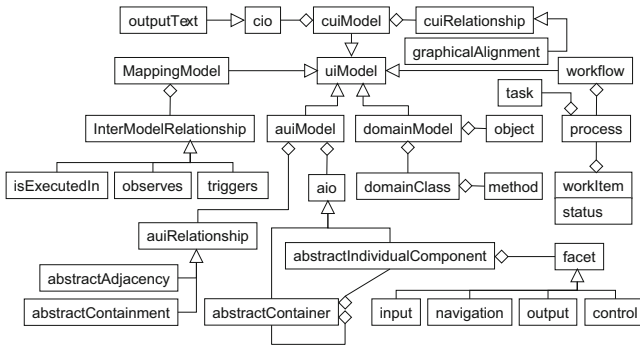 outputText
cio
cuiModel
cuiRelationship
graphicalAlignment
MappingModel
uiModel
workflow
task
InterModelRelationship
auiModel
domainModel
object
process
isExecutedIn
observes
triggers
aio
domainClass
method
workItem
status
auiRelationship
abstractIndividualComponent
facet
abstractAdjacency
abstractContainment
abstractContainer
input
navigation
output
control